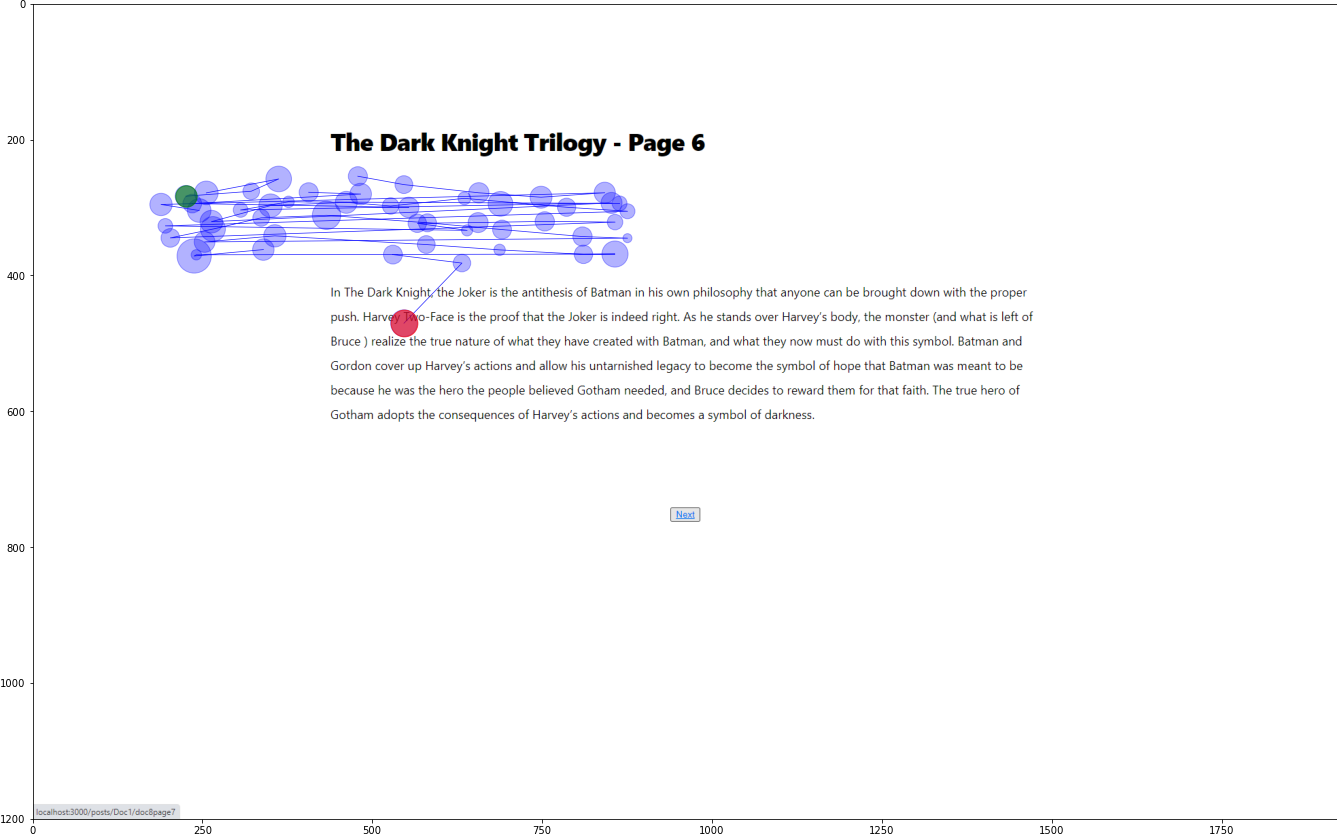 0
200
The Dark Knight Trilogy - Page 6
400
In The Dark Knight, the Joker is the antithesis of Batman in his own philosophy that anyone can be brought down with the proper
push. Harvey Two-Face is the proof that the Joker is indeed right. As he stands over Harvey's body, the monster (and what is left of
Bruce ) realize the true nature of what they have created with Batman, and what they now must do with this symbol. Batman and
Gordon cover up Harvey's actions and allow his untarnished legacy to become the symbol of hope that Batman was meant to be
because he was the hero the people believed Gotham needed, and Bruce decides to reward them for that faith. The true hero of
600
Gotham adopts the consequences of Harvey's actions and becomes a symbol of darkness.
Next
800
1000
localhost:3000/posts/Doc1/doc8page7
1200
0 250 500 750 1000 1250 1500 1750